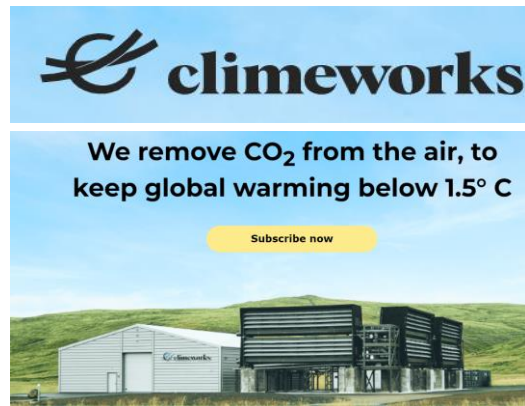 climeworks
We remove CO₂ from the air, to
keep global warming below 1.5° C
Subscribe now
climeworks